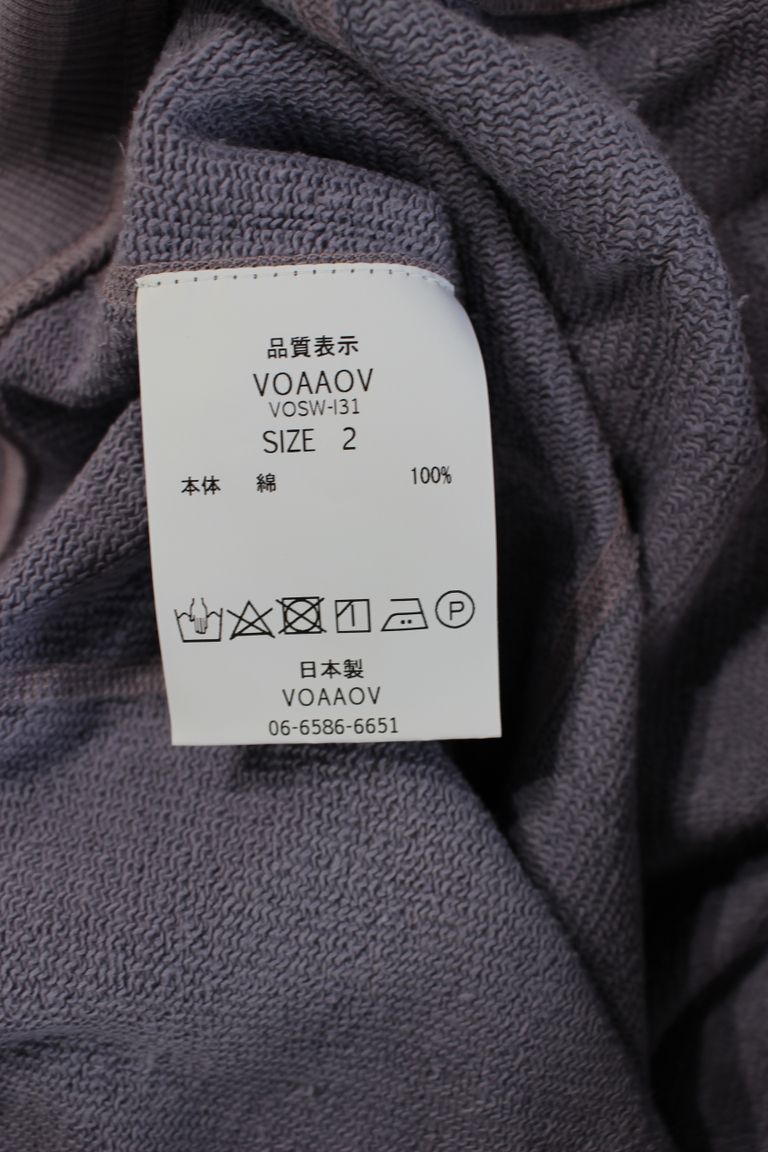 品質表示
VOAAOV
VOSW-I31
SIZE 2
本体 綿 100%
P
日本製
VOAAOV
06-6586-6651